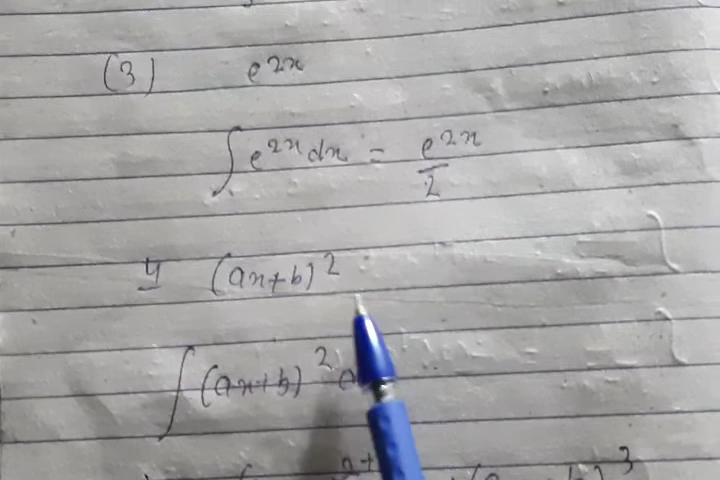 (3) e^2x
∫ e^2x dx = e^2x/2
4 (ax+b)^2
∫ (ax+b)^2